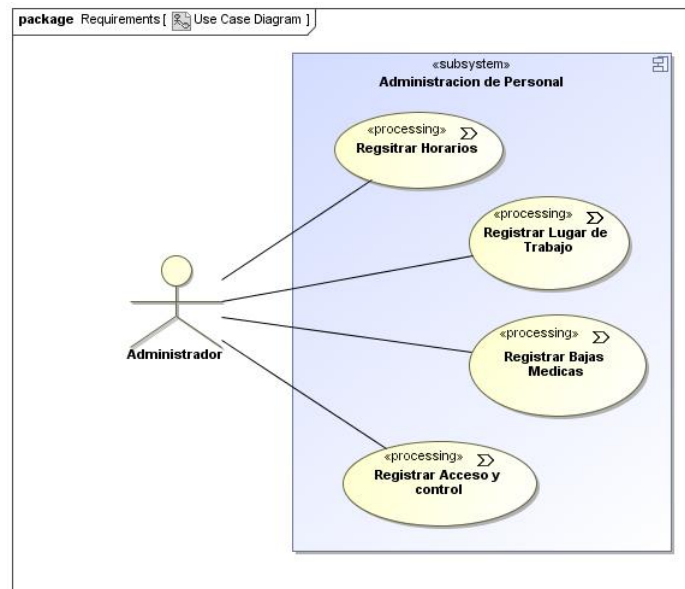 package Requirements [ Use Case Diagram ]
«subsystem»
Administracion de Personal
«processing»
Regsitrar Horarios
«processing»
Registrar Lugar de
Trabajo
Administrador
«processing»
Registrar Bajas
Medicas
«processing»
Registrar Acceso y
control